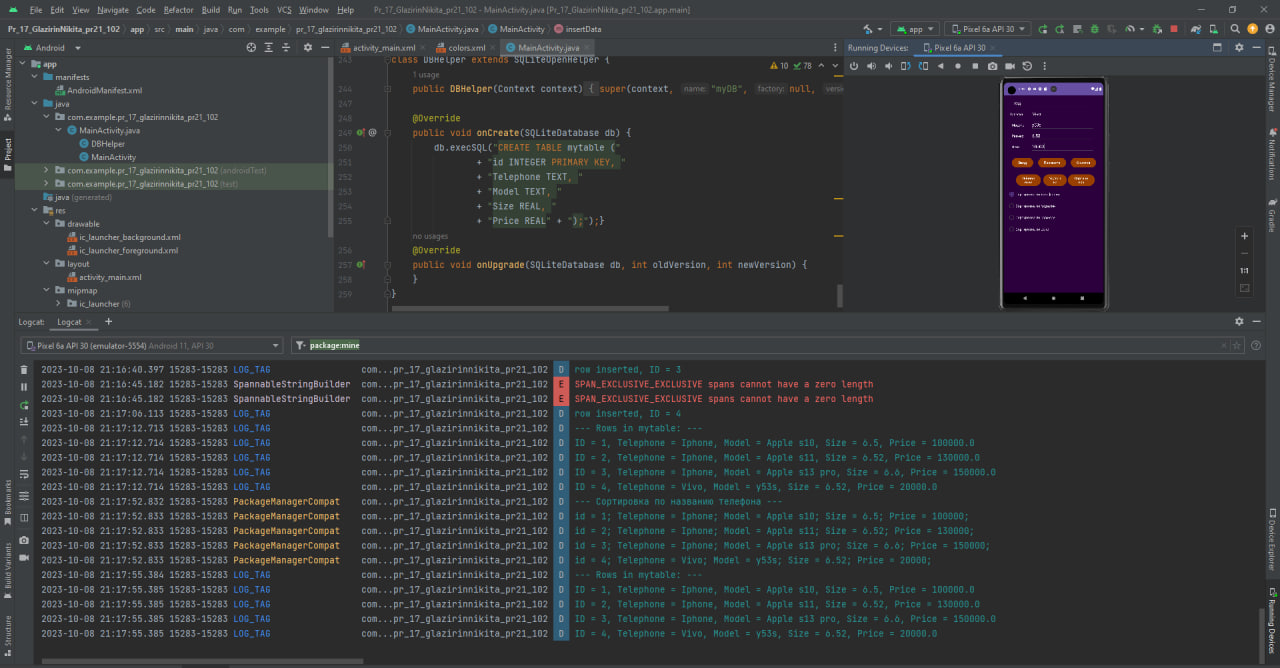 File Edit View Navigate Code Refactor Build Run Tools VCS Window Help Pr_17_GlazirinNikita_pr21_102 - MainActivity.java [Pr_17_GlazirinNikita_pr21_102.app.main]
Pr_17_GlazirinNikita_pr21_102 app src main java com example pr_17_glazirinnikita_pr21_102 MainActivity.java MainActivity insertData
app Pixel 6a API 30
Android
activity_main.xml colors.xml MainActivity.java
Running Devices: Pixel 6a API 30
Resource Manager
Project
Bookmarks
Build Variants
Structure
Device Manager
Notifications
Gradle
Device Explorer
Running Devices
app
manifests
AndroidManifest.xml
java
com.example.pr_17_glazirinnikita_pr21_102
MainActivity.java
DBHelper
MainActivity
com.example.pr_17_glazirinnikita_pr21_102 (androidTest)
com.example.pr_17_glazirinnikita_pr21_102 (test)
java (generated)
res
drawable
ic_launcher_background.xml
ic_launcher_foreground.xml
layout
activity_main.xml
mipmap
ic_launcher (6)
10 78
243 class DBHelper extends SQLiteOpenHelper {
1 usage
244 public DBHelper(Context context) { super(context, name: "myDB", factory: null, versi
248 @Override
249 @ public void onCreate(SQLiteDatabase db) {
250 db.execSQL("CREATE TABLE mytable ("
251 + "id INTEGER PRIMARY KEY, "
252 + "Telephone TEXT, "
253 + "Model TEXT, "
254 + "Size REAL, "
255 + "Price REAL" + ");");}
no usages
256 @Override
257 public void onUpgrade(SQLiteDatabase db, int oldVersion, int newVersion) {
258 }
259 }
1:1
Logcat: Logcat
Pixel 6a API 30 (emulator-5554) Android 11, API 30
package:mine
2023-10-08 21:16:40.397 15283-15283 LOG_TAG com...pr_17_glazirinnikita_pr21_102 D row inserted, ID = 3
2023-10-08 21:16:45.182 15283-15283 SpannableStringBuilder com...pr_17_glazirinnikita_pr21_102 E SPAN_EXCLUSIVE_EXCLUSIVE spans cannot have a zero length
2023-10-08 21:16:45.182 15283-15283 SpannableStringBuilder com...pr_17_glazirinnikita_pr21_102 E SPAN_EXCLUSIVE_EXCLUSIVE spans cannot have a zero length
2023-10-08 21:17:06.113 15283-15283 LOG_TAG com...pr_17_glazirinnikita_pr21_102 D row inserted, ID = 4
2023-10-08 21:17:12.713 15283-15283 LOG_TAG com...pr_17_glazirinnikita_pr21_102 D --- Rows in mytable: ---
2023-10-08 21:17:12.714 15283-15283 LOG_TAG com...pr_17_glazirinnikita_pr21_102 D ID = 1, Telephone = Iphone, Model = Apple s10, Size = 6.5, Price = 100000.0
2023-10-08 21:17:12.714 15283-15283 LOG_TAG com...pr_17_glazirinnikita_pr21_102 D ID = 2, Telephone = Iphone, Model = Apple s11, Size = 6.52, Price = 130000.0
2023-10-08 21:17:12.714 15283-15283 LOG_TAG com...pr_17_glazirinnikita_pr21_102 D ID = 3, Telephone = Iphone, Model = Apple s13 pro, Size = 6.6, Price = 150000.0
2023-10-08 21:17:12.714 15283-15283 LOG_TAG com...pr_17_glazirinnikita_pr21_102 D ID = 4, Telephone = Vivo, Model = y53s, Size = 6.52, Price = 20000.0
2023-10-08 21:17:52.832 15283-15283 PackageManagerCompat com...pr_17_glazirinnikita_pr21_102 D --- Сортировка по названию телефона ---
2023-10-08 21:17:52.833 15283-15283 PackageManagerCompat com...pr_17_glazirinnikita_pr21_102 D id = 1; Telephone = Iphone; Model = Apple s10; Size = 6.5; Price = 100000;
2023-10-08 21:17:52.833 15283-15283 PackageManagerCompat com...pr_17_glazirinnikita_pr21_102 D id = 2; Telephone = Iphone; Model = Apple s11; Size = 6.52; Price = 130000;
2023-10-08 21:17:52.833 15283-15283 PackageManagerCompat com...pr_17_glazirinnikita_pr21_102 D id = 3; Telephone = Iphone; Model = Apple s13 pro; Size = 6.6; Price = 150000;
2023-10-08 21:17:52.833 15283-15283 PackageManagerCompat com...pr_17_glazirinnikita_pr21_102 D id = 4; Telephone = Vivo; Model = y53s; Size = 6.52; Price = 20000;
2023-10-08 21:17:55.384 15283-15283 LOG_TAG com...pr_17_glazirinnikita_pr21_102 D --- Rows in mytable: ---
2023-10-08 21:17:55.385 15283-15283 LOG_TAG com...pr_17_glazirinnikita_pr21_102 D ID = 1, Telephone = Iphone, Model = Apple s10, Size = 6.5, Price = 100000.0
2023-10-08 21:17:55.385 15283-15283 LOG_TAG com...pr_17_glazirinnikita_pr21_102 D ID = 2, Telephone = Iphone, Model = Apple s11, Size = 6.52, Price = 130000.0
2023-10-08 21:17:55.385 15283-15283 LOG_TAG com...pr_17_glazirinnikita_pr21_102 D ID = 3, Telephone = Iphone, Model = Apple s13 pro, Size = 6.6, Price = 150000.0
2023-10-08 21:17:55.385 15283-15283 LOG_TAG com...pr_17_glazirinnikita_pr21_102 D ID = 4, Telephone = Vivo, Model = y53s, Size = 6.52, Price = 20000.0